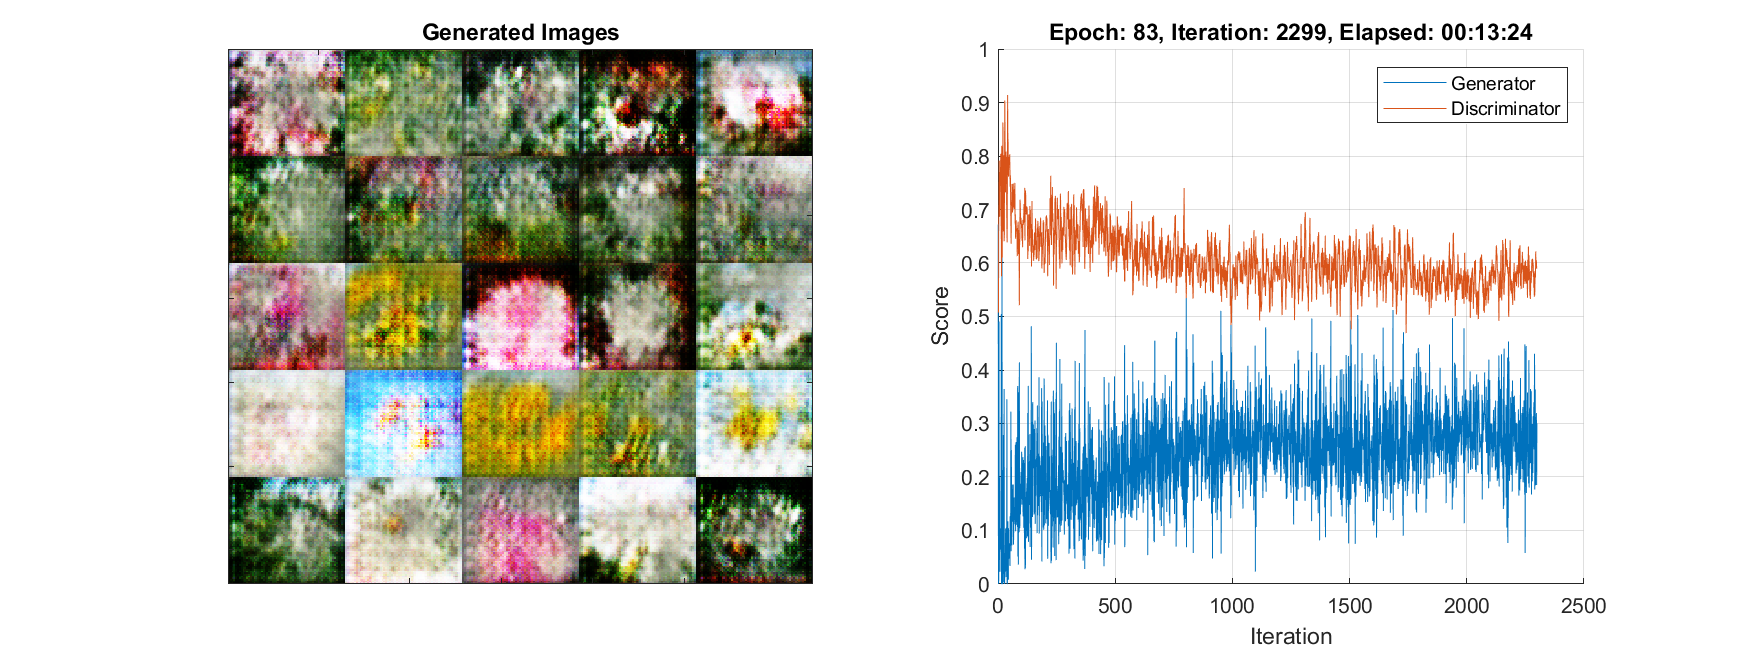 Generated Images
Epoch: 83, Iteration: 2299, Elapsed: 00:13:24
Generator
Discriminator
1
0.9
0.8
0.7
0.6
0.5
0.4
0.3
0.2
0.1
0
Score
0
500
1000
1500
2000
2500
Iteration